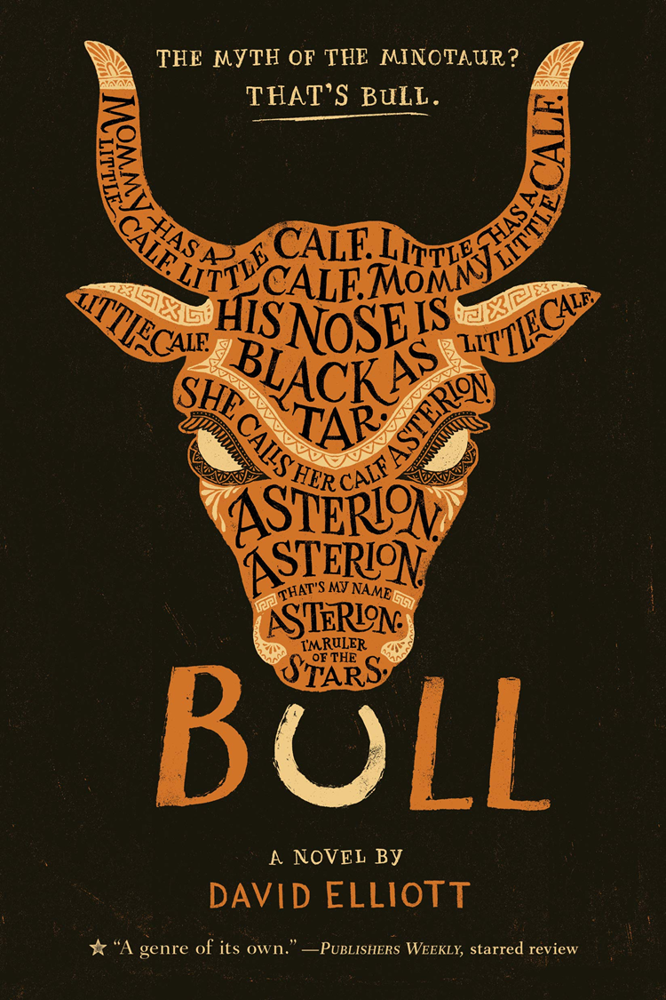 THE MYTH OF THE MINOTAUR?
THAT'S BULL.
MOMMY HAS A
LITTLE CALF. LITTLE
CALF. LITTLE
CALF. MOMMY
HAS A
LITTLE CALF.
LITTLE CALF.
HIS NOSE IS
LITTLE CALF.
BLACK AS
TAR.
SHE CALLS HER CALF ASTERION.
ASTERION.
ASTERION.
THAT'S MY NAME
ASTERION:
I'M RULER
OF THE
STARS.
BULL
A NOVEL BY
DAVID ELLIOTT
“A genre of its own.” —PUBLISHERS WEEKLY, starred review